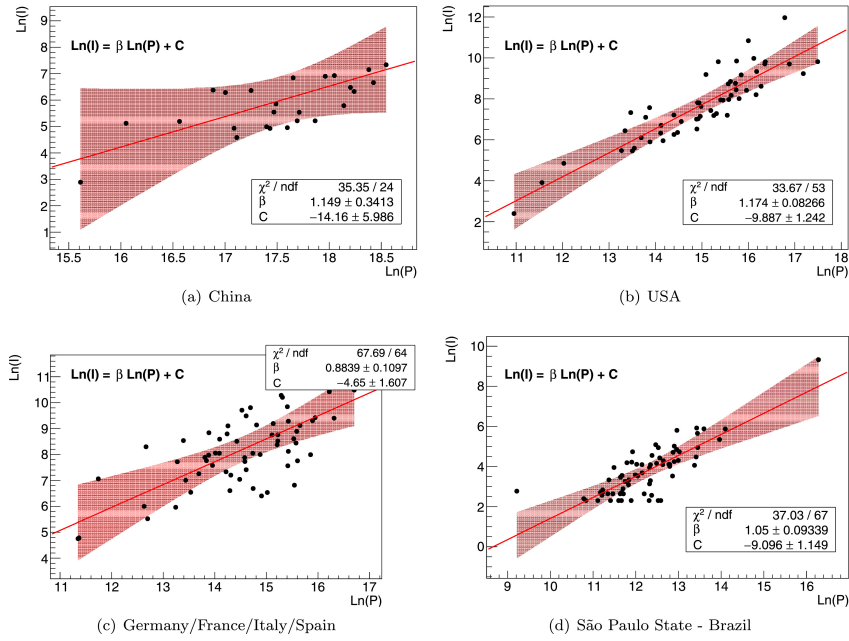 Ln(I)
9
8
7
6
5
4
3
2
1
Ln(I) = β Ln(P) + C
χ² / ndf 35.35 / 24
β 1.149 ± 0.3413
C −14.16 ± 5.986
15.5 16 16.5 17 17.5 18 18.5
Ln(P)
(a) China
Ln(I)
12
10
8
6
4
2
Ln(I) = β Ln(P) + C
χ² / ndf 33.67 / 53
β 1.174 ± 0.08266
C −9.887 ± 1.242
11 12 13 14 15 16 17 18
Ln(P)
(b) USA
Ln(I)
11
10
9
8
7
6
5
4
Ln(I) = β Ln(P) + C
χ² / ndf 67.69 / 64
β 0.8839 ± 0.1097
C −4.65 ± 1.607
11 12 13 14 15 16 17
Ln(P)
(c) Germany/France/Italy/Spain
Ln(I)
10
8
6
4
2
0
Ln(I) = β Ln(P) + C
χ² / ndf 37.03 / 67
β 1.05 ± 0.09339
C −9.096 ± 1.149
9 10 11 12 13 14 15 16
Ln(P)
(d) São Paulo State - Brazil